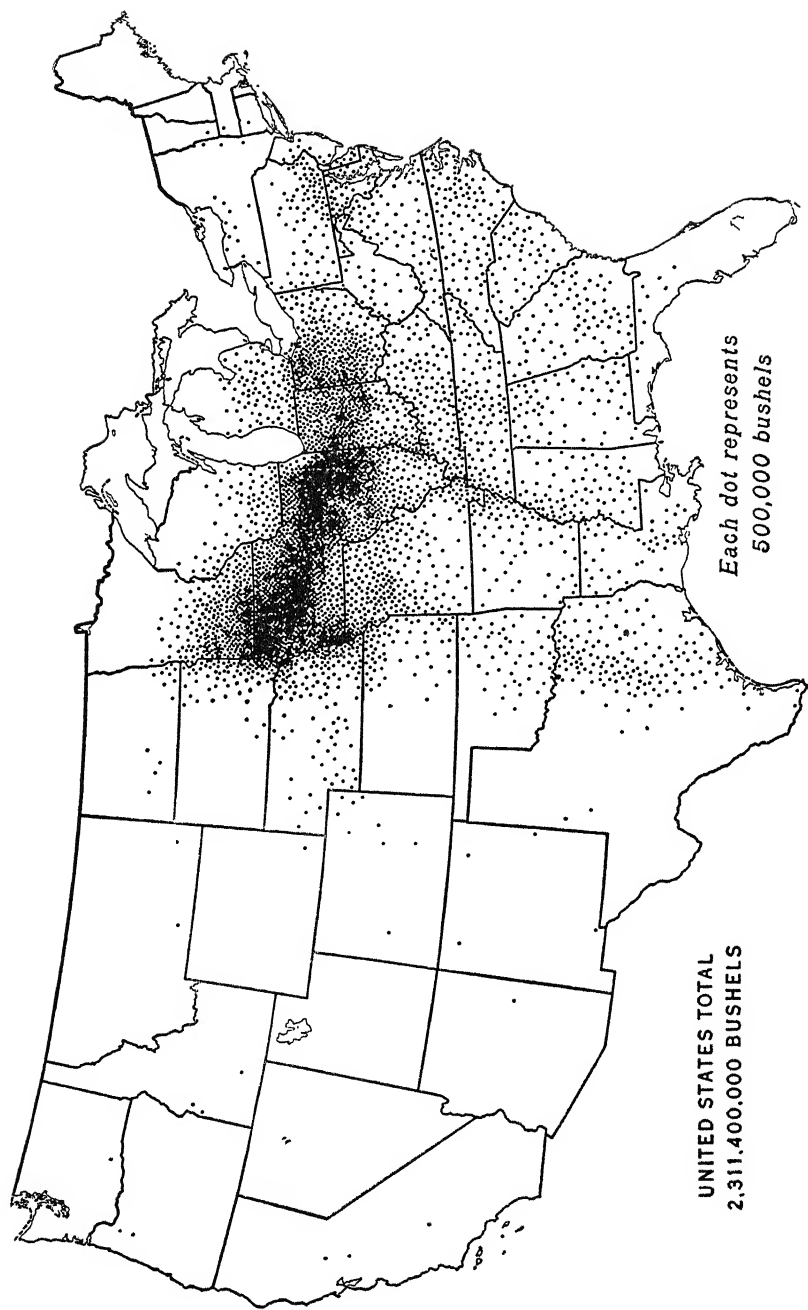 Each dot represents
500,000 bushels
UNITED STATES TOTAL
2,311,400,000 BUSHELS